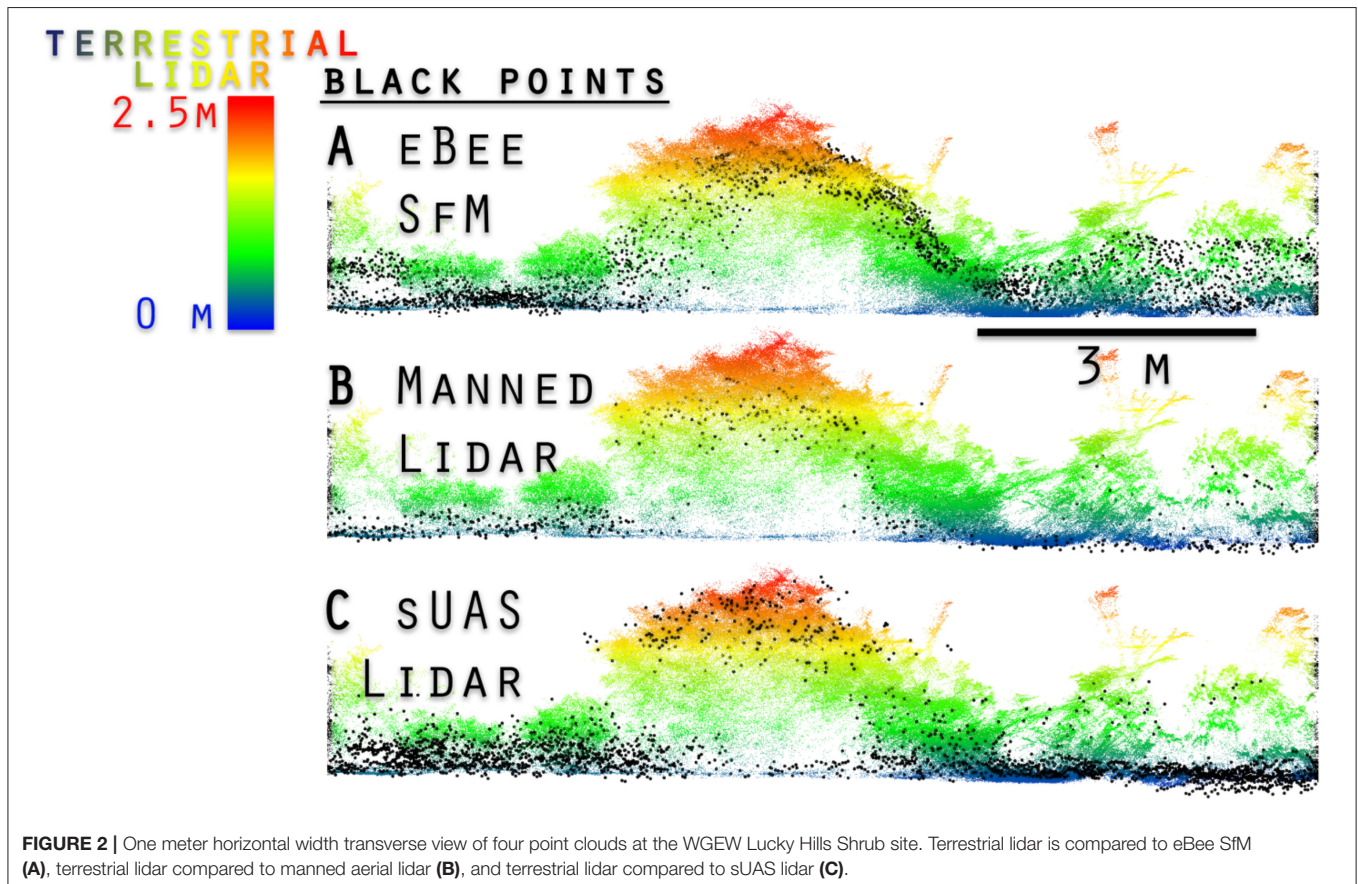 TERRESTRIAL
LIDAR
2.5M
0 M
BLACK POINTS
A EBEE
SFM
3 M
B MANNED
LIDAR
C SUAS
LIDAR
FIGURE 2 | One meter horizontal width transverse view of four point clouds at the WGEW Lucky Hills Shrub site. Terrestrial lidar is compared to eBee SfM
(A), terrestrial lidar compared to manned aerial lidar (B), and terrestrial lidar compared to sUAS lidar (C).